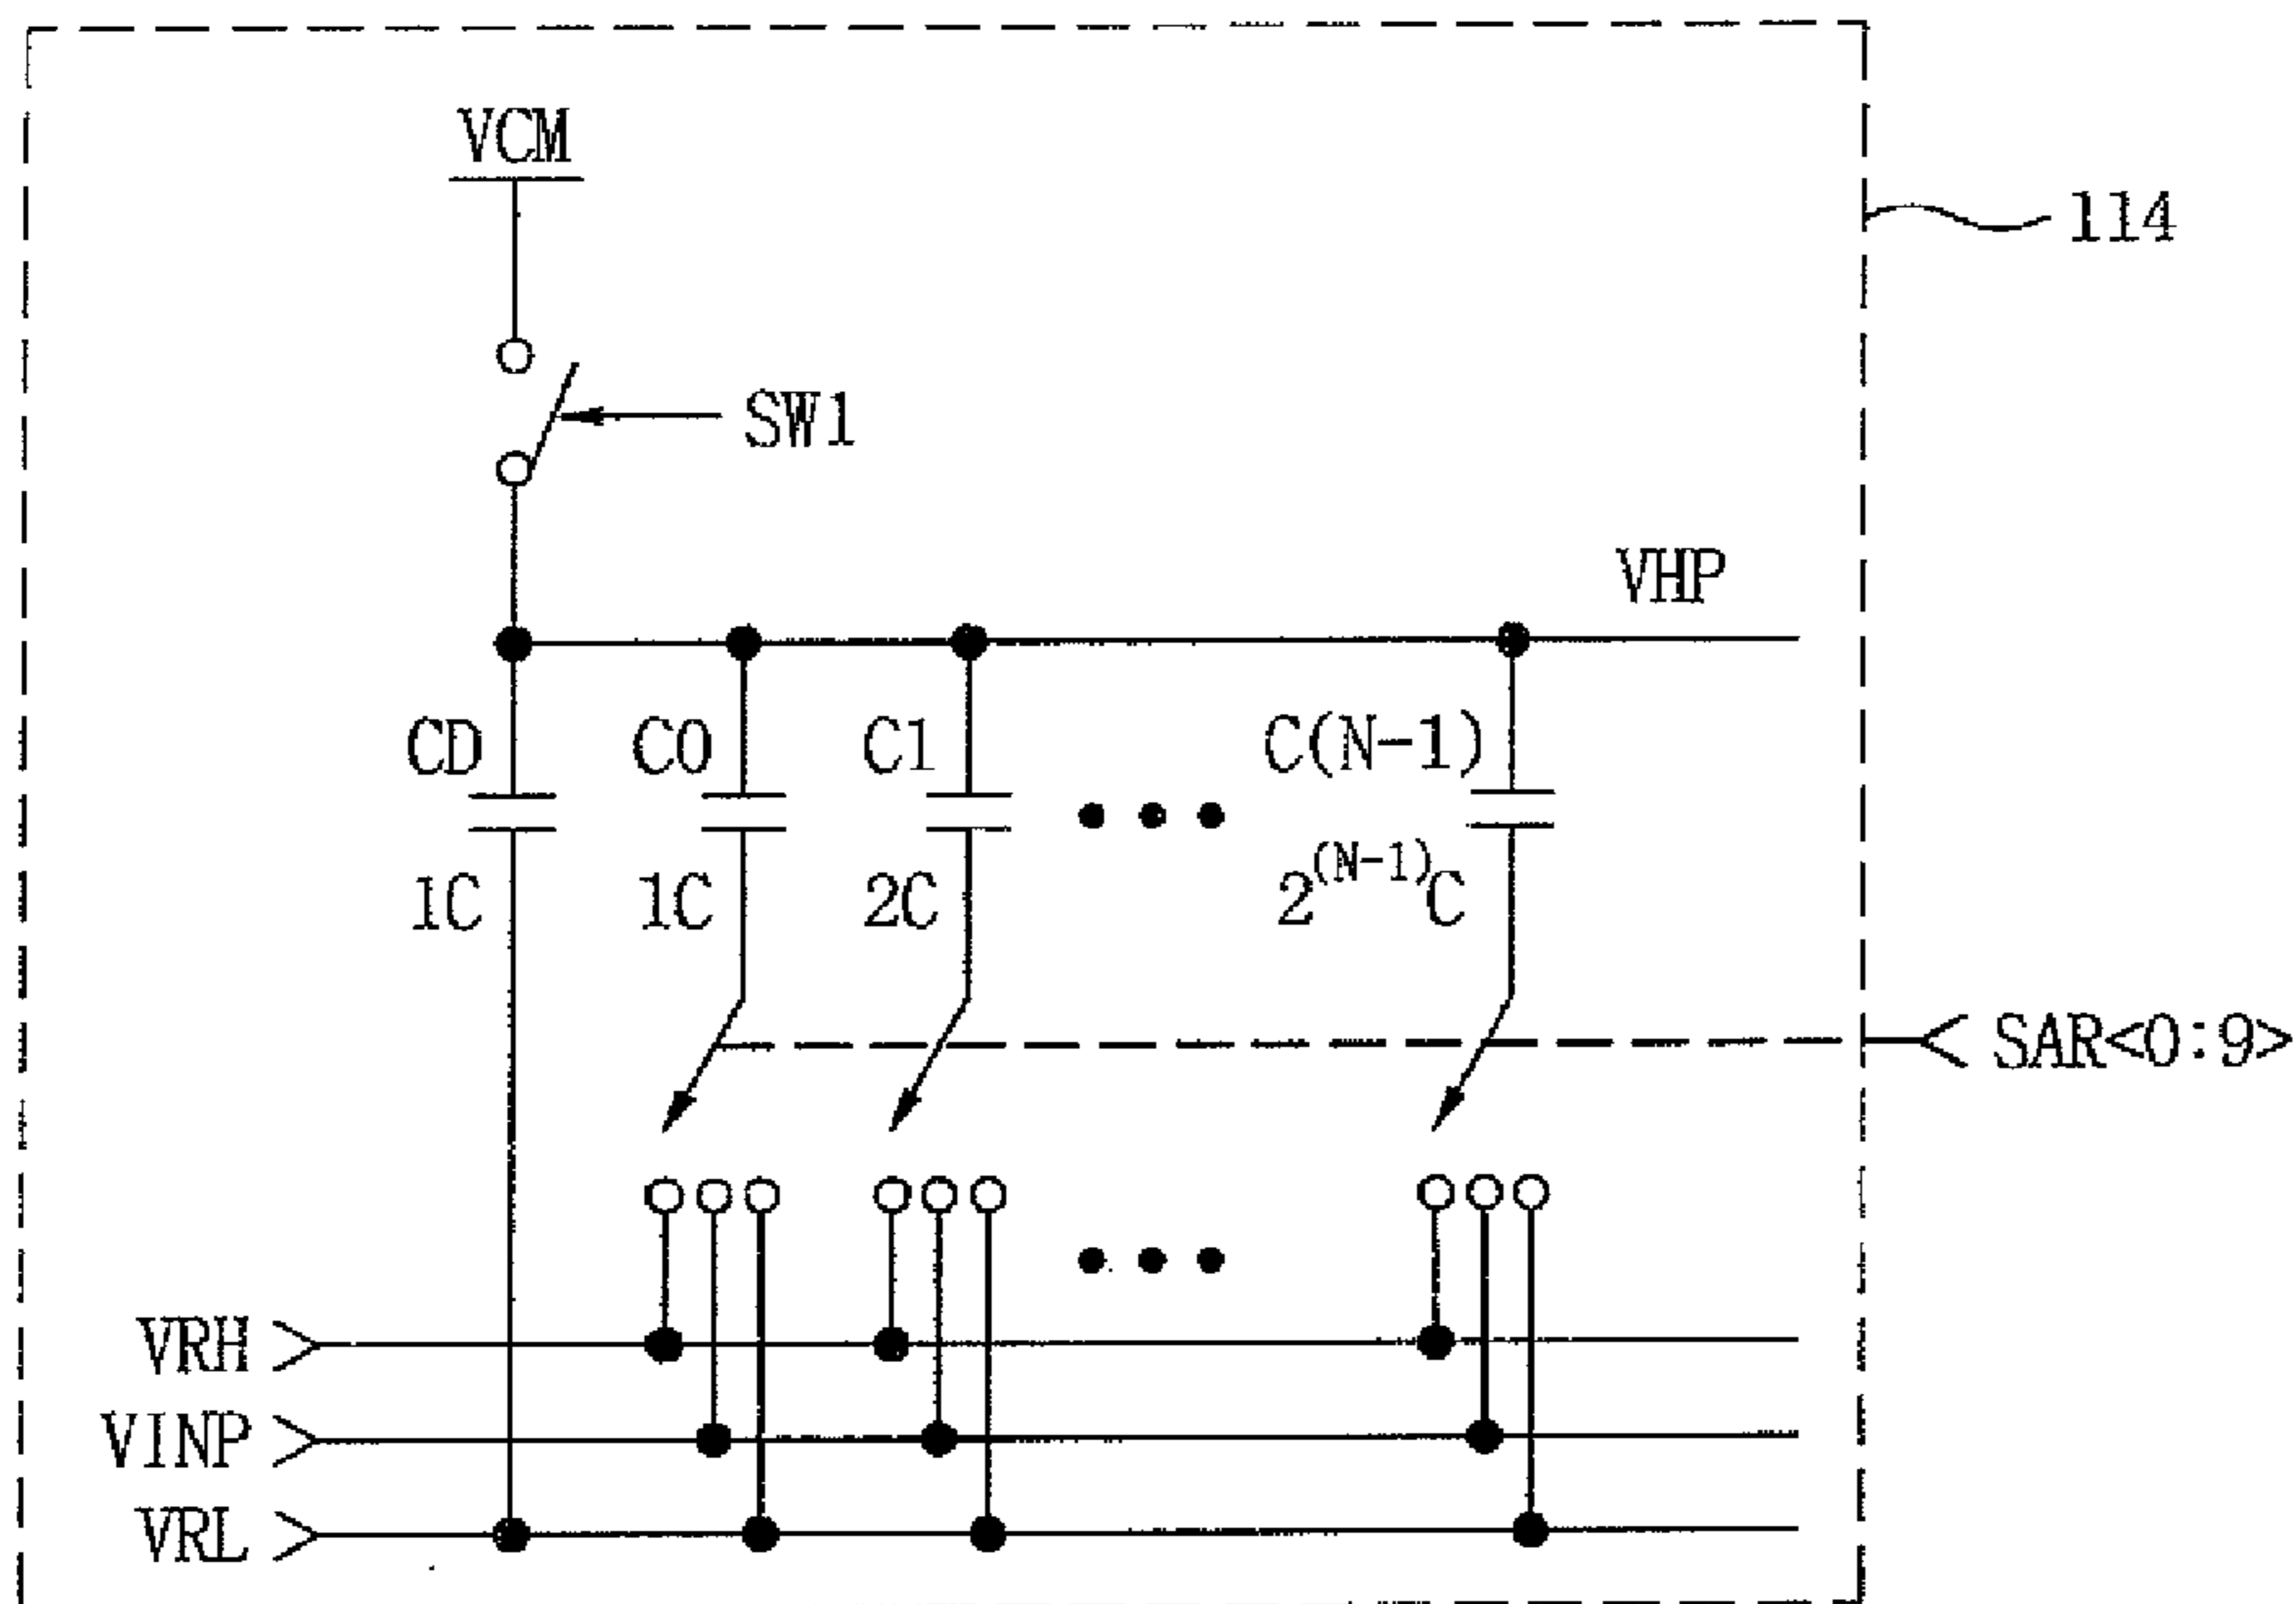 VCM
114
SW1
VHP
CD C0 C1 C(N-1)
1C 1C 2C 2^(N-1)C
SAR<0:9>
VRH
VINP
VRL